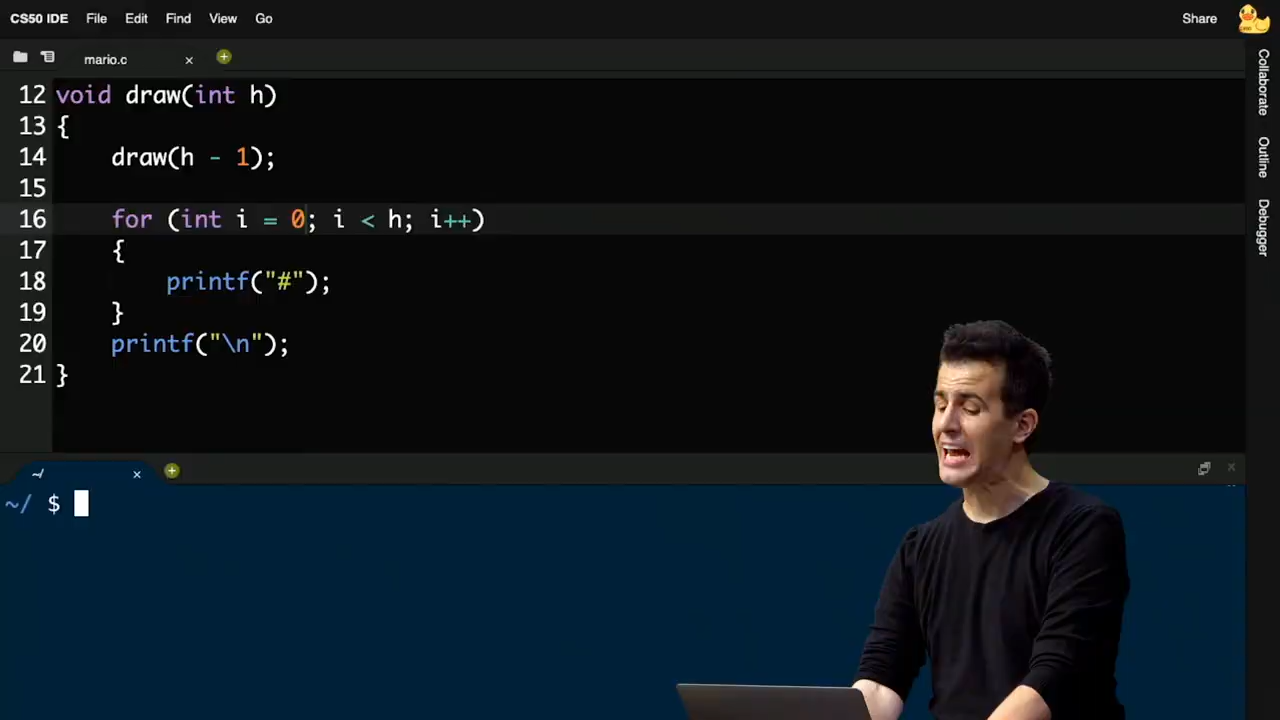 CS50 IDE File Edit Find View Go Share
mario.c
12 void draw(int h)
13 {
14 draw(h - 1);
15
16 for (int i = 0; i < h; i++)
17 {
18 printf("#");
19 }
20 printf("\n");
21 }
~/ $
Collaborate
Outline
Debugger